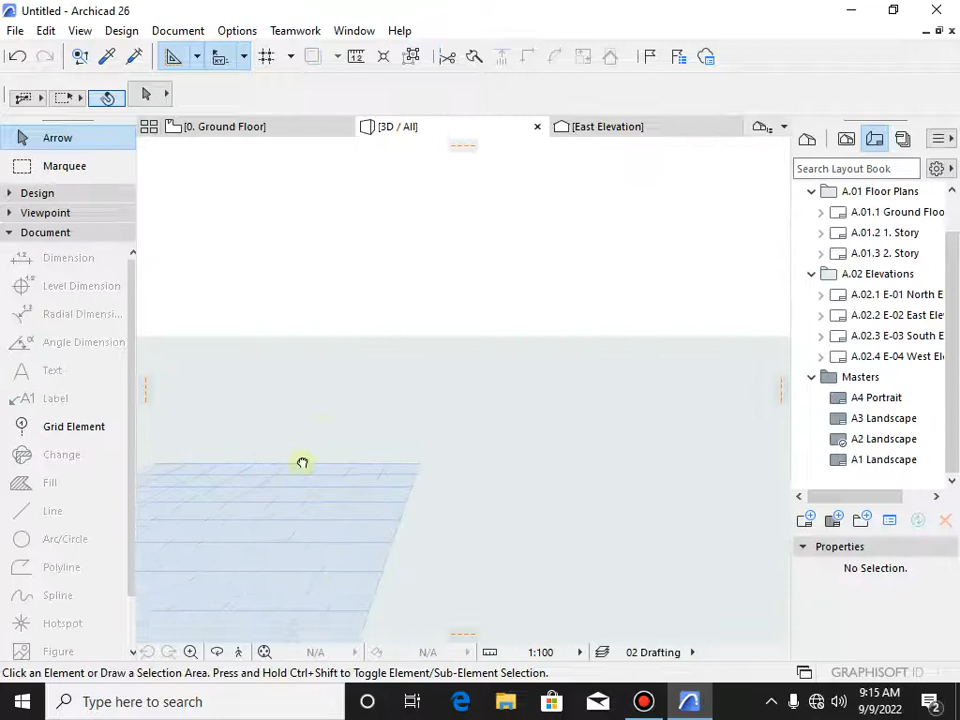 Untitled - Archicad 26
File Edit View Design Document Options Teamwork Window Help
[0. Ground Floor] [3D / All] [East Elevation]
Arrow
Marquee
Design
Viewpoint
Document
Dimension
Level Dimension
Radial Dimensi...
Angle Dimension
Text
Label
Grid Element
Change
Fill
Line
Arc/Circle
Polyline
Spline
Hotspot
Figure
Search Layout Book
A.01 Floor Plans
A.01.1 Ground Floo
A.01.2 1. Story
A.01.3 2. Story
A.02 Elevations
A.02.1 E-01 North E
A.02.2 E-02 East Ele
A.02.3 E-03 South E
A.02.4 E-04 West Ele
Masters
A4 Portrait
A3 Landscape
A2 Landscape
A1 Landscape
Properties
No Selection.
N/A N/A 1:100 02 Drafting
Click an Element or Draw a Selection Area. Press and Hold Ctrl+Shift to Toggle Element/Sub-Element Selection.
GRAPHISOFT ID
Type here to search
9:15 AM
9/9/2022
2